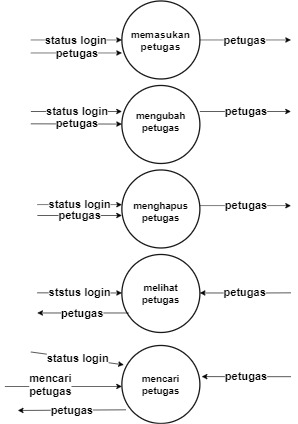 status login
petugas
memasukan
petugas
petugas
status login
petugas
mengubah
petugas
petugas
status login
petugas
menghapus
petugas
petugas
ststus login
petugas
melihat
petugas
petugas
status login
mencari
petugas
petugas
mencari
petugas
petugas